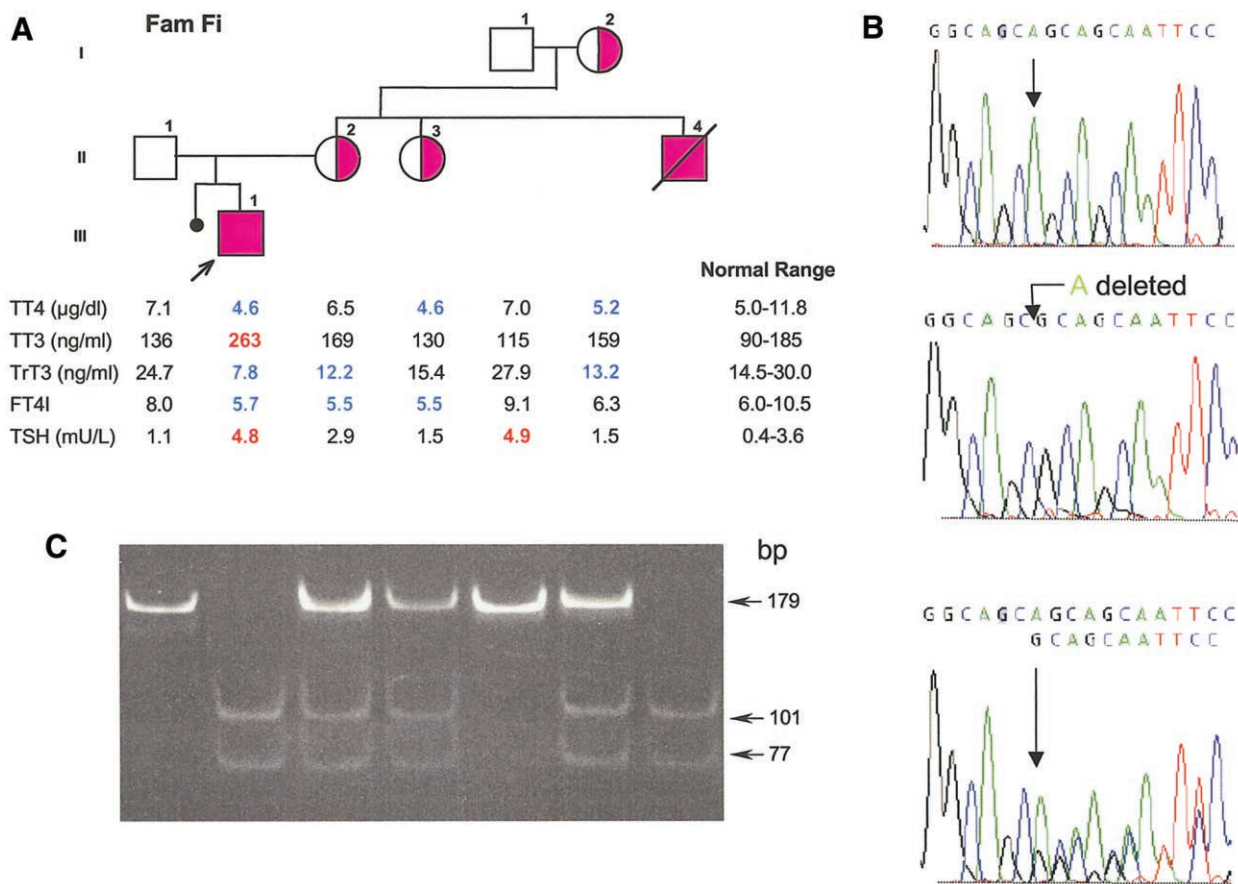 A
Fam Fi
1 2
I
1 2 3 4
II
1
III
Normal Range
TT4 (µg/dl) 7.1 4.6 6.5 4.6 7.0 5.2 5.0-11.8
TT3 (ng/ml) 136 263 169 130 115 159 90-185
TrT3 (ng/ml) 24.7 7.8 12.2 15.4 27.9 13.2 14.5-30.0
FT4I 8.0 5.7 5.5 5.5 9.1 6.3 6.0-10.5
TSH (mU/L) 1.1 4.8 2.9 1.5 4.9 1.5 0.4-3.6
B
G G C A G C A G C A G C A A T T C C
A deleted
G G C A G C G C A G C A A T T C C
G G C A G C A G C A G C A A T T C C
G C A G C A A T T C C
C
bp
179
101
77